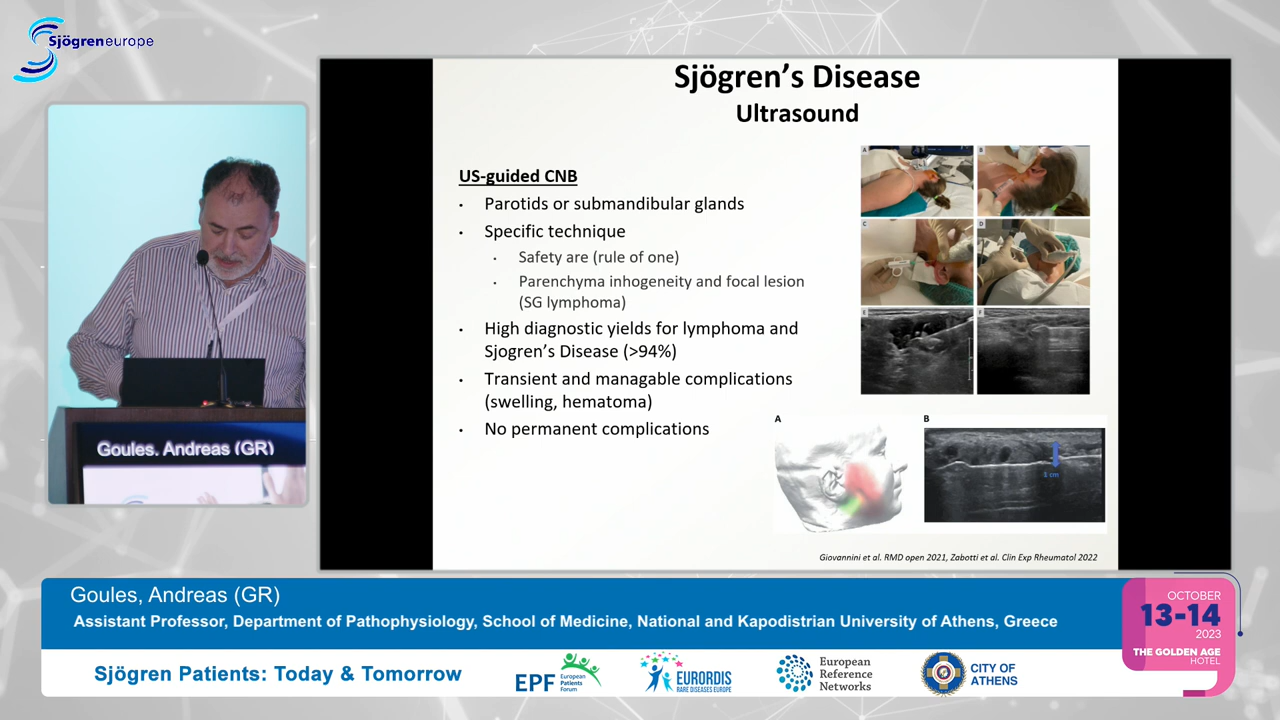 Sjögreneurope
Sjögren's Disease
Ultrasound
US-guided CNB
• Parotids or submandibular glands
• Specific technique
• Safety are (rule of one)
• Parenchyma inhogeneity and focal lesion
(SG lymphoma)
• High diagnostic yields for lymphoma and
Sjogren's Disease (>94%)
• Transient and managable complications
(swelling, hematoma)
• No permanent complications
A
B
C
D
E
F
A
B
1 cm
Giovannini et al. RMD open 2021, Zabotti et al. Clin Exp Rheumatol 2022
Goules, Andreas (GR)
Goules, Andreas (GR)
Assistant Professor, Department of Pathophysiology, School of Medicine, National and Kapodistrian University of Athens, Greece
OCTOBER
13-14
2023
THE GOLDEN AGE
HOTEL
Sjögren Patients: Today & Tomorrow
EPF
European
Patients
Forum
EURORDIS
RARE DISEASES EUROPE
European
Reference
Networks
CITY OF
ATHENS